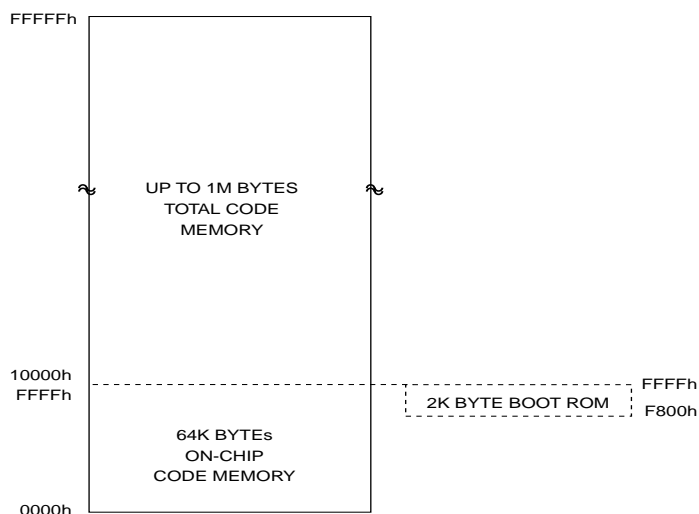 FFFFFh
UP TO 1M BYTES
TOTAL CODE
MEMORY
10000h
FFFFh
FFFFh
2K BYTE BOOT ROM
F800h
64K BYTEs
ON-CHIP
CODE MEMORY
0000h